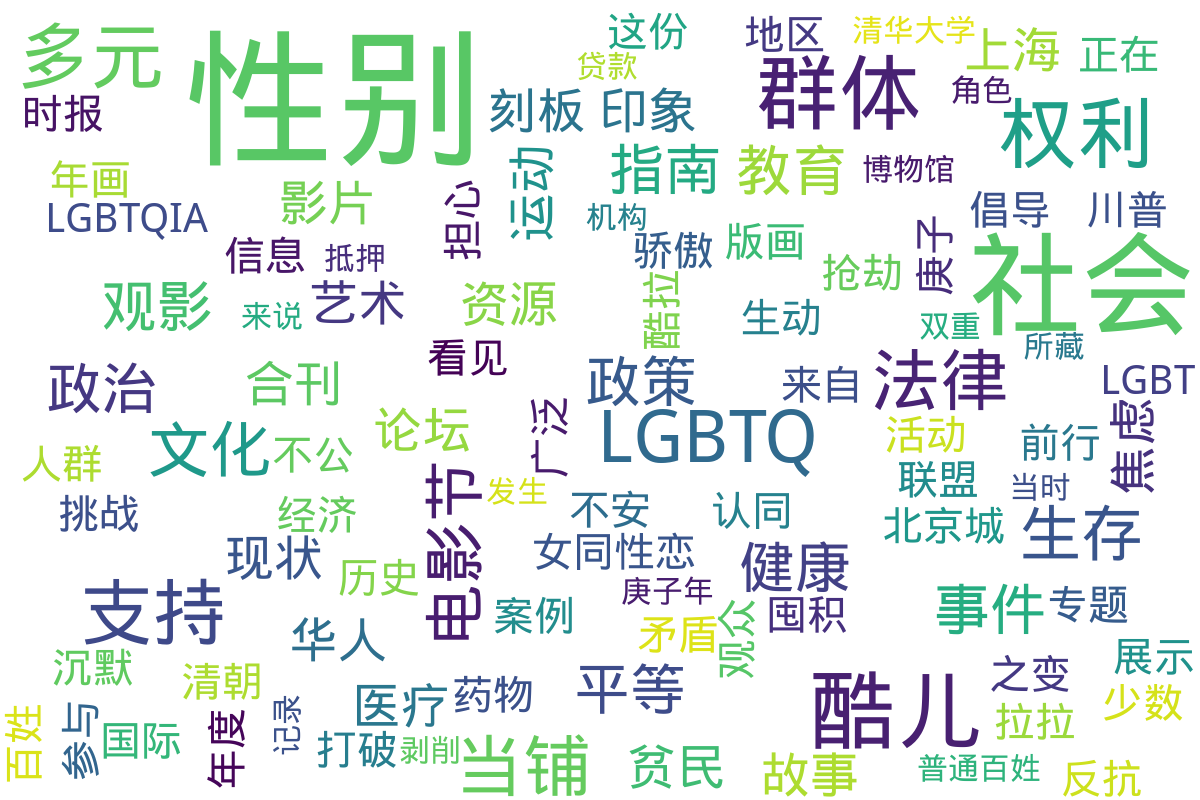 多元
时报
性别
这份
贷款
刻板
印象
群体
地区
清华大学
上海
正在
角色
权利
年画
LGBTQIA
影片
担心
运动
指南
教育
博物馆
机构
骄傲
版画
倡导
川普
信息
抵押
庚子
社会
观影
来说
艺术
资源
酷拉
生动
抢劫
双重
所藏
看见
政治
合刊
政策
来自
法律
LGBT
文化
不公
论坛
广泛
LGBTQ
活动
前行
焦虑
人群
挑战
经济
电影节
发生
不安
认同
联盟
当时
北京城
生存
现状
历史
女同性恋
健康
支持
华人
案例
庚子年
矛盾
观众
囤积
事件
专题
沉默
清朝
医疗
药物
平等
酷儿
之变
展示
百姓
参与
国际
年度
记录
打破
剥削
当铺
贫民
故事
拉拉
少数
普通百姓
反抗